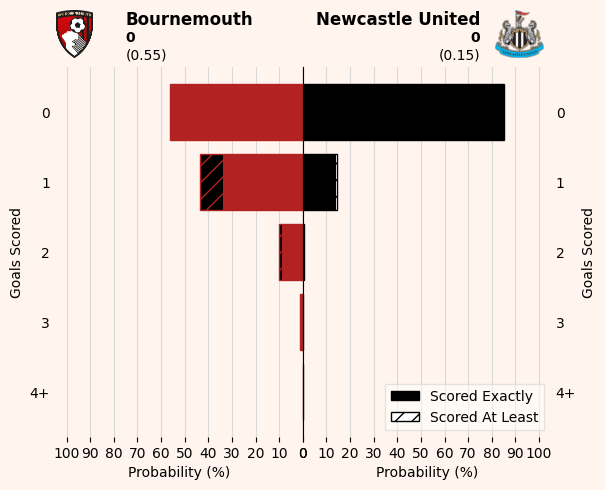 Bournemouth
0
(0.55)
Newcastle United
0
(0.15)
Goals Scored
0
1
2
3
4+
0
1
2
3
4+
Goals Scored
Scored Exactly
Scored At Least
100 90 80 70 60 50 40 30 20 10 0
0 10 20 30 40 50 60 70 80 90 100
Probability (%)
Probability (%)